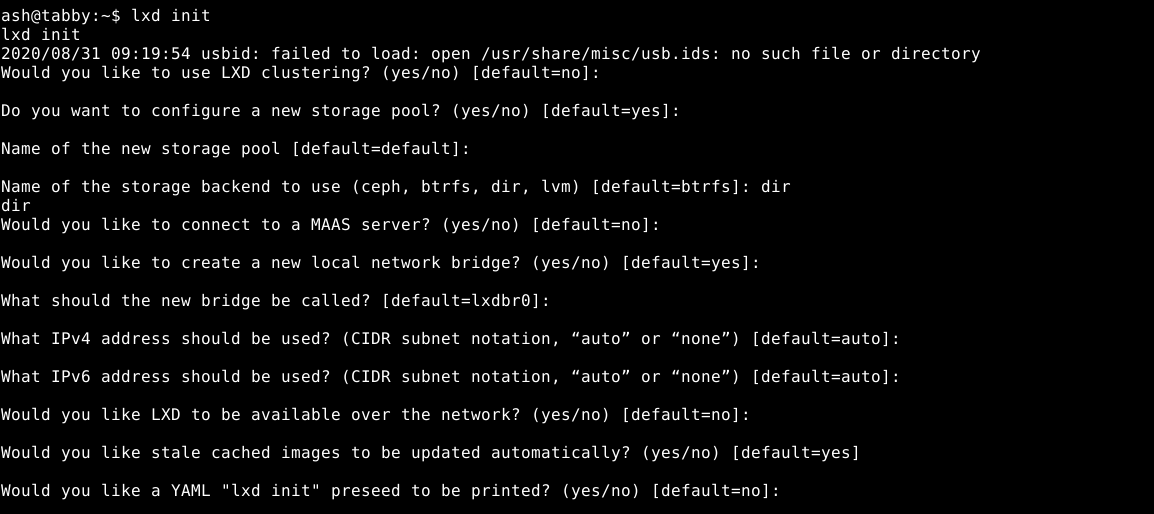 ash@tabby:~$ lxd init
lxd init
2020/08/31 09:19:54 usbid: failed to load: open /usr/share/misc/usb.ids: no such file or directory
Would you like to use LXD clustering? (yes/no) [default=no]:
Do you want to configure a new storage pool? (yes/no) [default=yes]:
Name of the new storage pool [default=default]:
Name of the storage backend to use (ceph, btrfs, dir, lvm) [default=btrfs]: dir
dir
Would you like to connect to a MAAS server? (yes/no) [default=no]:
Would you like to create a new local network bridge? (yes/no) [default=yes]:
What should the new bridge be called? [default=lxdbr0]:
What IPv4 address should be used? (CIDR subnet notation, “auto” or “none”) [default=auto]:
What IPv6 address should be used? (CIDR subnet notation, “auto” or “none”) [default=auto]:
Would you like LXD to be available over the network? (yes/no) [default=no]:
Would you like stale cached images to be updated automatically? (yes/no) [default=yes]
Would you like a YAML "lxd init" preseed to be printed? (yes/no) [default=no]: